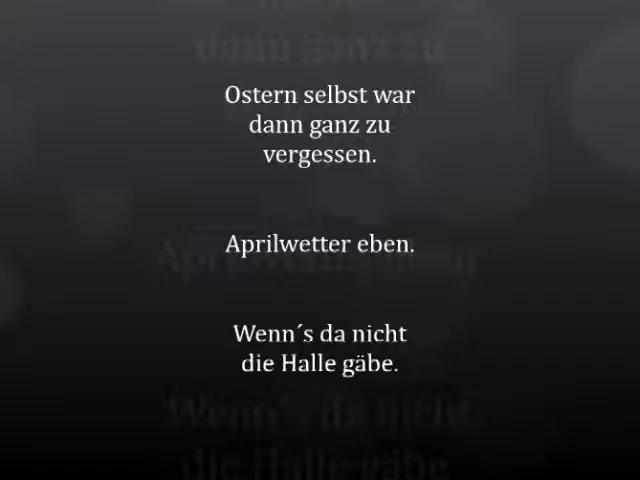 Ostern selbst war
dann ganz zu
vergessen.
Aprilwetter eben.
Wenn´s da nicht
die Halle gäbe.